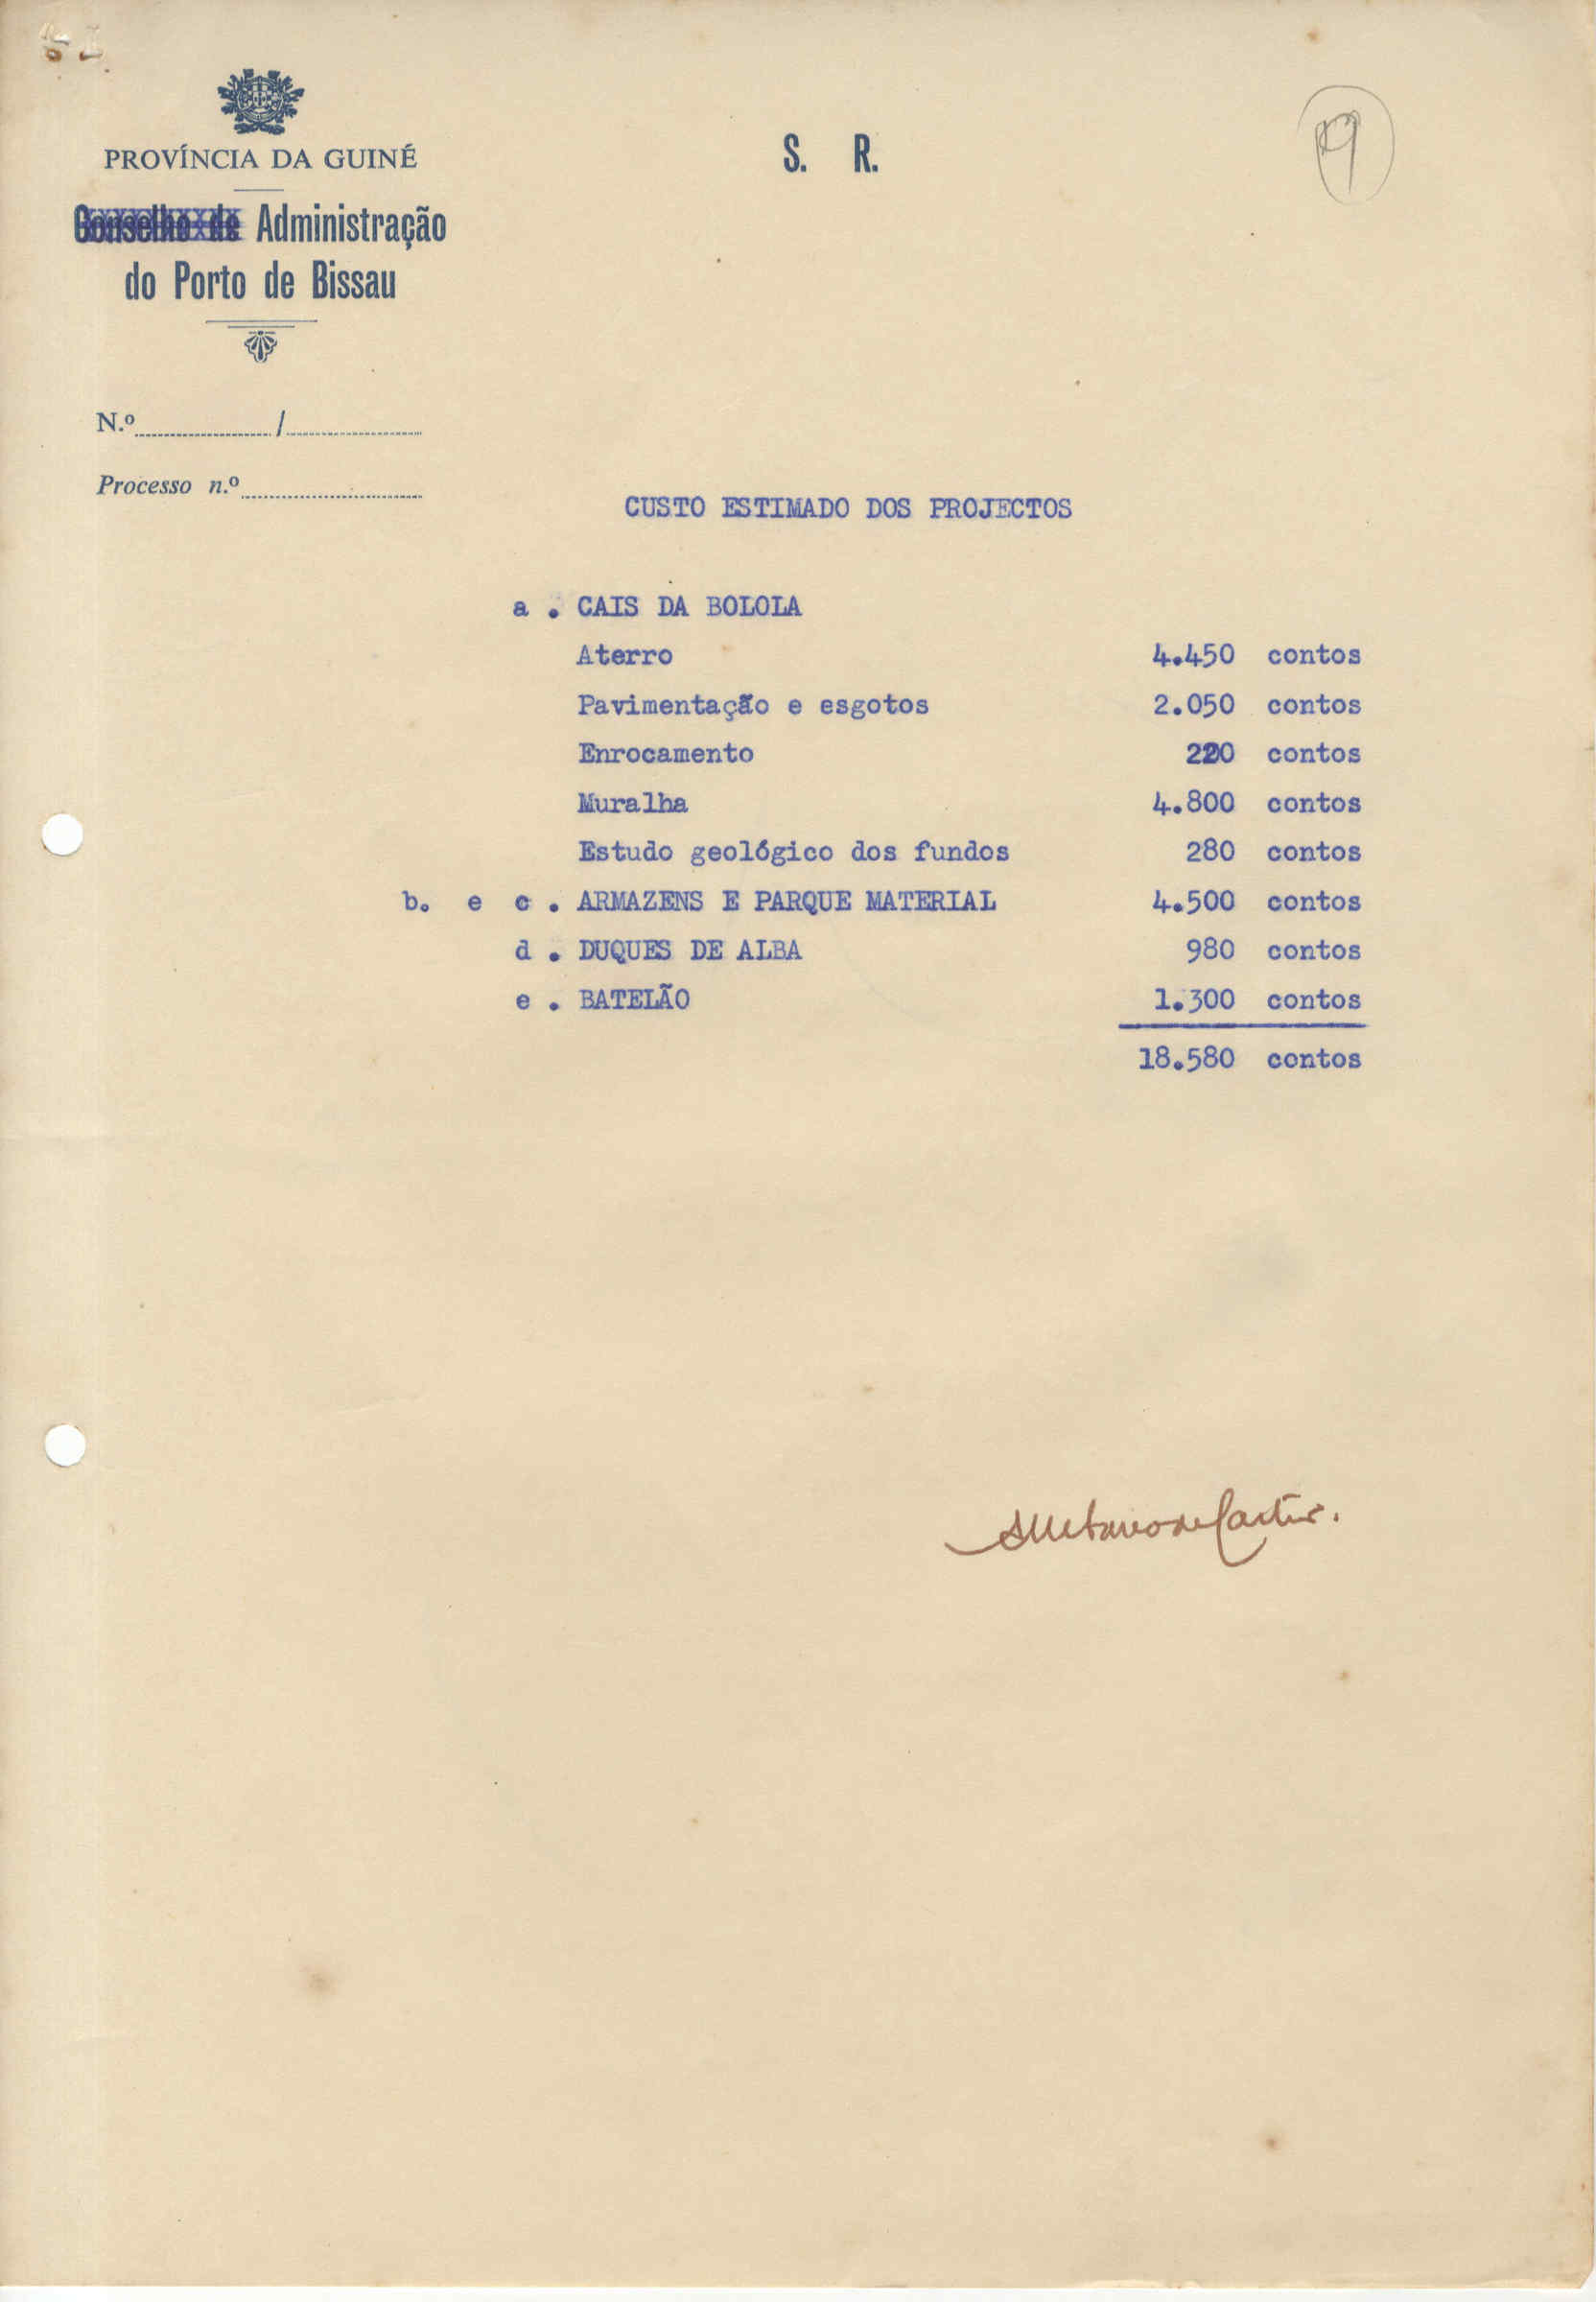 PROVÍNCIA DA GUINÉ
Conselho de Administração
do Porto de Bissau
S. R.
N.º / 
Processo n.º
CUSTO ESTIMADO DOS PROJECTOS
a . CAIS DA BOLOLA
Aterro 4.450 contos
Pavimentação e esgotos 2.050 contos
Enrocamento 220 contos
Muralha 4.800 contos
Estudo geológico dos fundos 280 contos
b. e c . ARMAZENS E PARQUE MATERIAL 4.500 contos
d . DUQUES DE ALBA 980 contos
e . BATELÃO 1.300 contos
18.580 contos